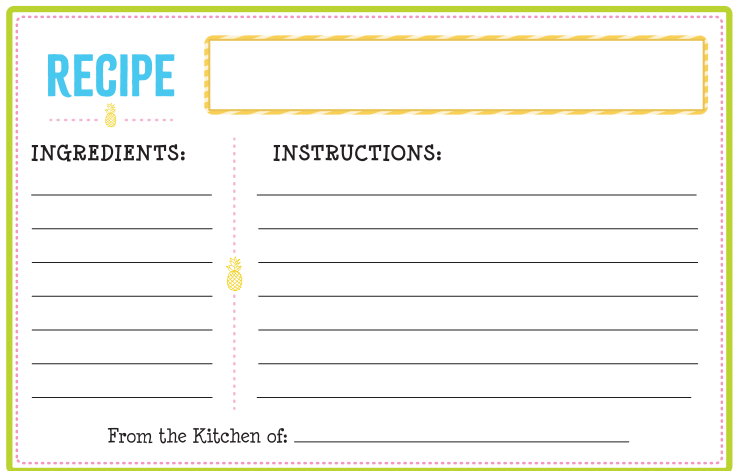 RECIPE
INGREDIENTS:
INSTRUCTIONS:
From the Kitchen of: